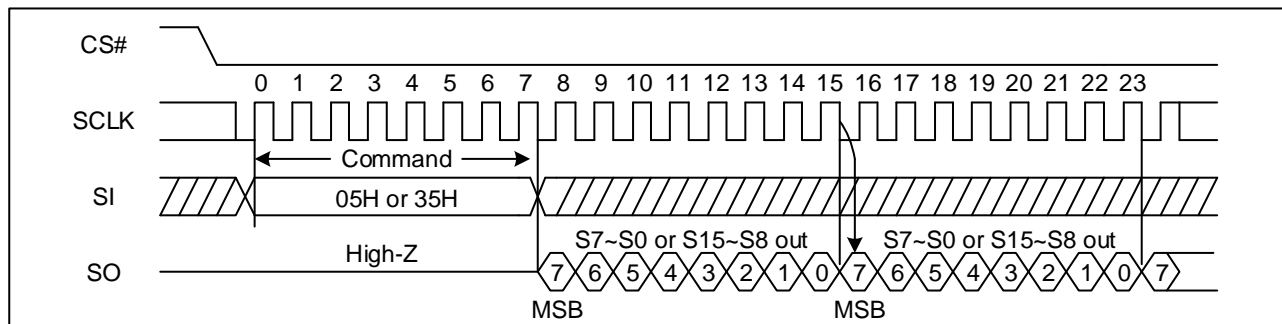 CS#
0 1 2 3 4 5 6 7 8 9 10 11 12 13 14 15 16 17 18 19 20 21 22 23
SCLK
Command
SI
05H or 35H
High-Z
S7~S0 or S15~S8 out S7~S0 or S15~S8 out
SO
7 6 5 4 3 2 1 0 7 6 5 4 3 2 1 0 7
MSB MSB